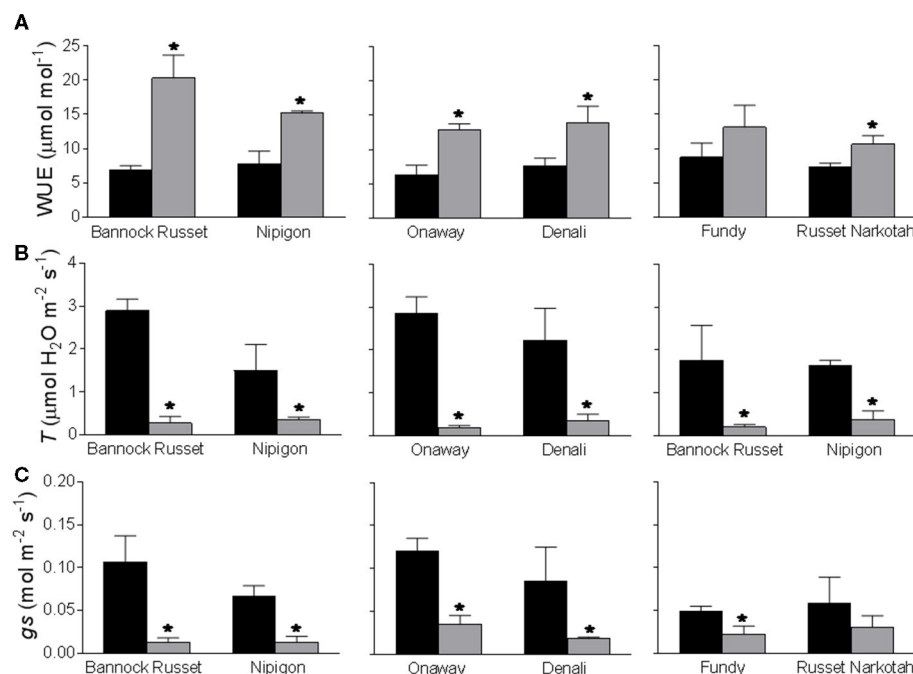 A
WUE (μmol mol⁻¹)
25
20
15
10
5
0
*
*
*
*
*
Bannock Russet
Nipigon
Onaway
Denali
Fundy
Russet Narkotah
B
T (μmol H₂O m⁻² s⁻¹)
4
3
2
1
0
*
*
*
*
*
*
Bannock Russet
Nipigon
Onaway
Denali
Bannock Russet
Nipigon
C
gs (mol m⁻² s⁻¹)
0.20
0.15
0.10
0.05
0.00
*
*
*
*
*
Bannock Russet
Nipigon
Onaway
Denali
Fundy
Russet Narkotah